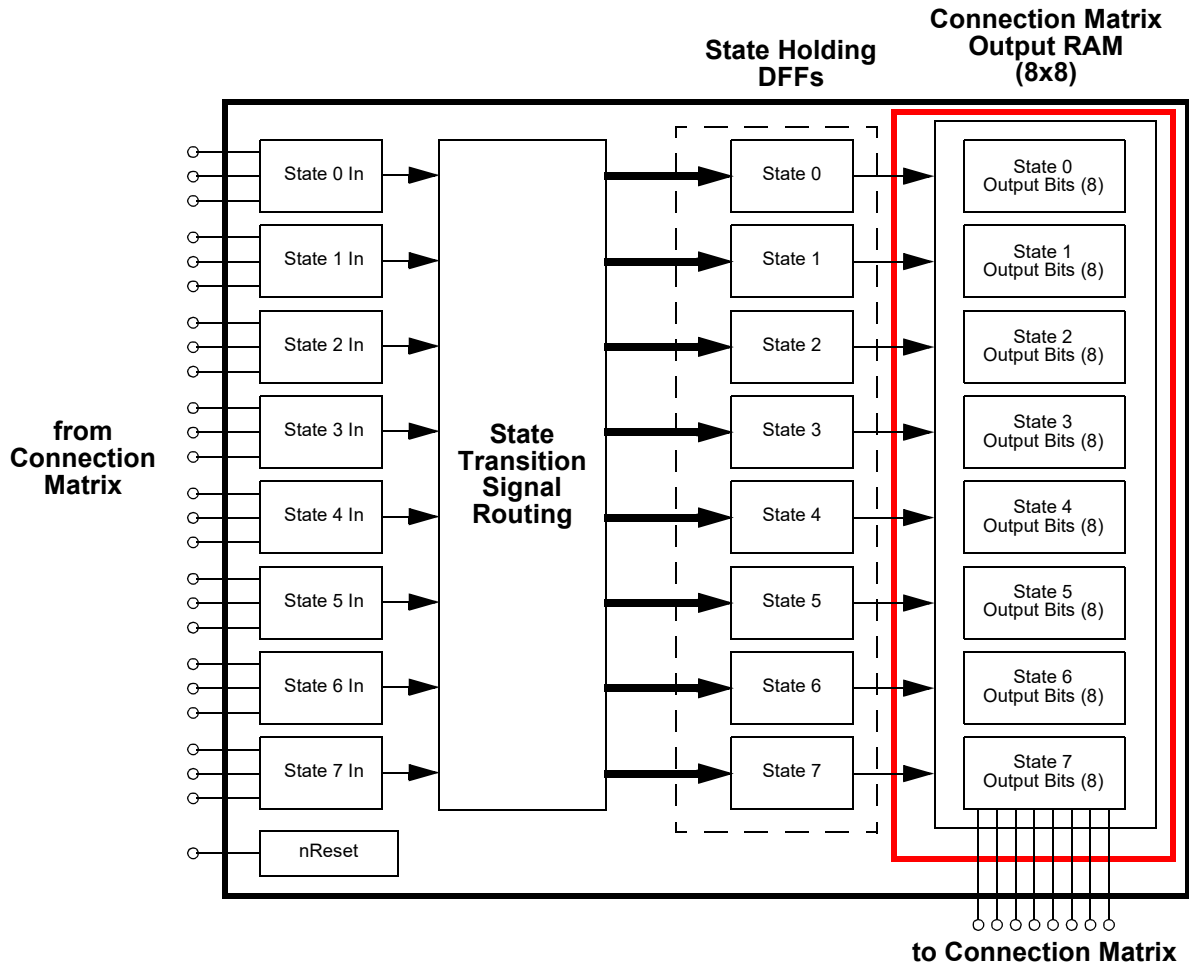 Connection Matrix
Output RAM
(8x8)
State Holding
DFFs
from
Connection
Matrix
State 0 In
State 1 In
State 2 In
State 3 In
State 4 In
State 5 In
State 6 In
State 7 In
nReset
State
Transition
Signal
Routing
State 0
State 1
State 2
State 3
State 4
State 5
State 6
State 7
State 0
Output Bits (8)
State 1
Output Bits (8)
State 2
Output Bits (8)
State 3
Output Bits (8)
State 4
Output Bits (8)
State 5
Output Bits (8)
State 6
Output Bits (8)
State 7
Output Bits (8)
to Connection Matrix